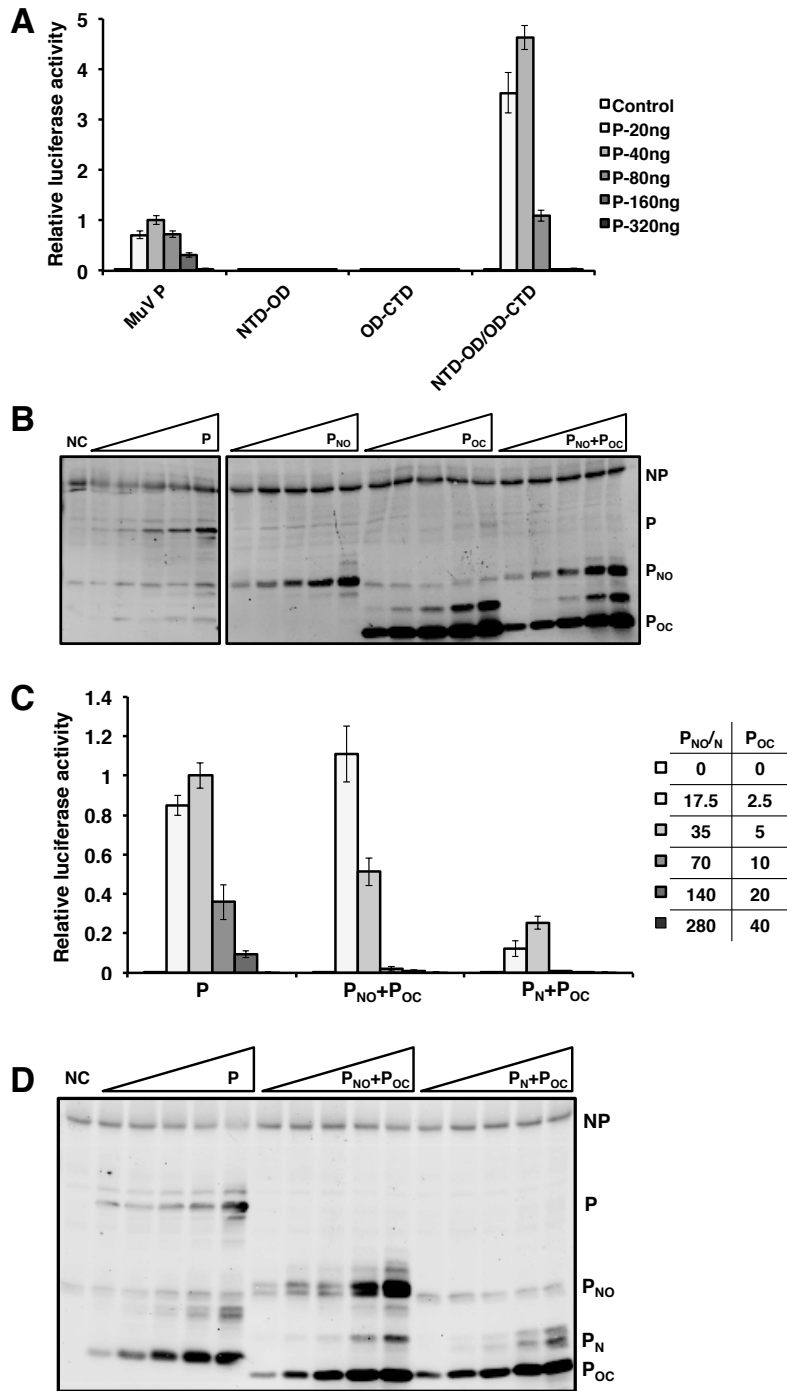 A
Relative luciferase activity
5
4
3
2
1
0
MuV P
NTD-OD
OD-CTD
NTD-OD/OD-CTD
Control
P-20ng
P-40ng
P-80ng
P-160ng
P-320ng
B
NC P PNO POC PNO+POC
NP
P
PNO
POC
C
Relative luciferase activity
1.4
1.2
1
0.8
0.6
0.4
0.2
0
P PNO+POC PN+POC
PNO/N POC
0 0
17.5 2.5
35 5
70 10
140 20
280 40
D
NC P PNO+POC PN+POC
NP
P
PNO
PN
POC